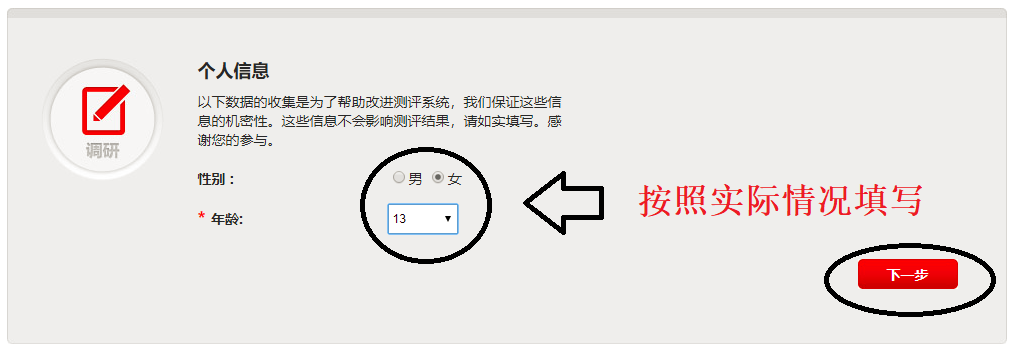 个人信息
以下数据的收集是为了帮助改进测评系统，我们保证这些信
息的机密性。这些信息不会影响测评结果，请如实填写。感
谢您的参与。
调研
性别：
男 女
* 年龄:
13
按照实际情况填写
下一步